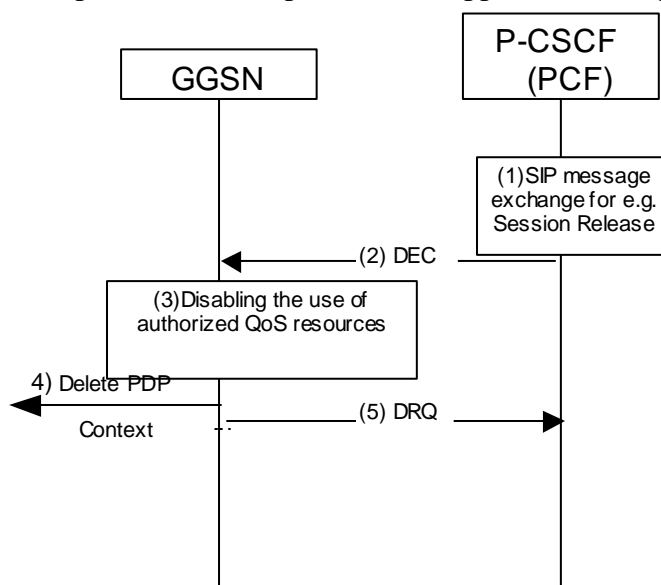 GGSN
P-CSCF
(PCF)
(1)SIP message
exchange for e.g.
Session Release
(2) DEC
(3)Disabling the use of
authorized QoS resources
4) Delete PDP
Context
(5) DRQ